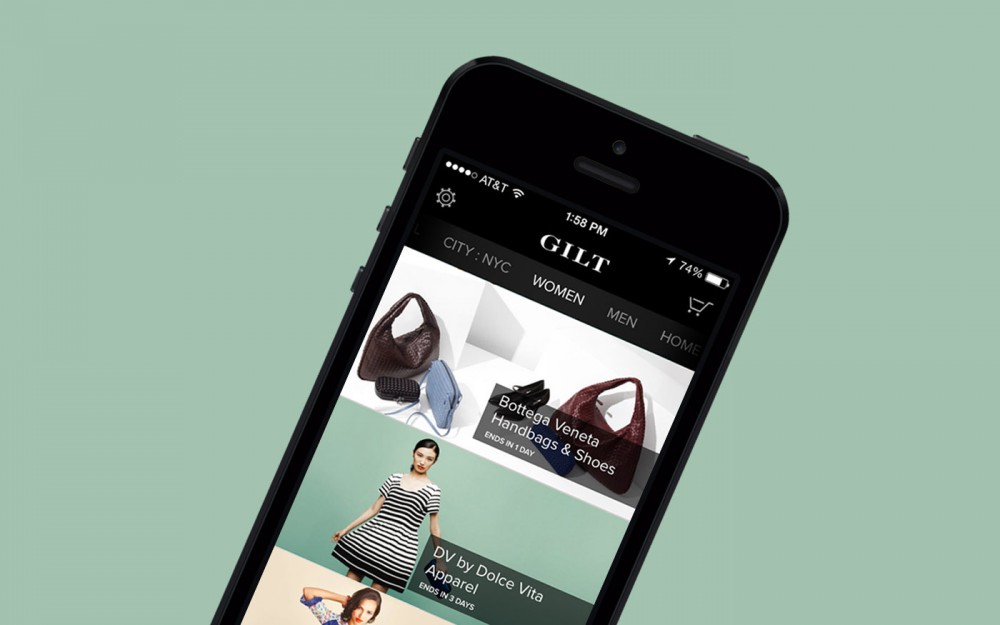 AT&T
1:58 PM
74%
GILT
CITY : NYC
WOMEN
MEN
HOME
Bottega Veneta
Handbags & Shoes
ENDS IN 1 DAY
DV by Dolce Vita
Apparel
ENDS IN 3 DAYS